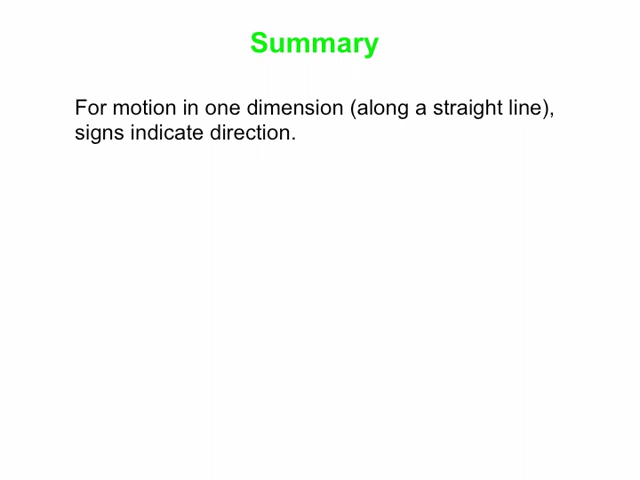 Summary
For motion in one dimension (along a straight line),
signs indicate direction.